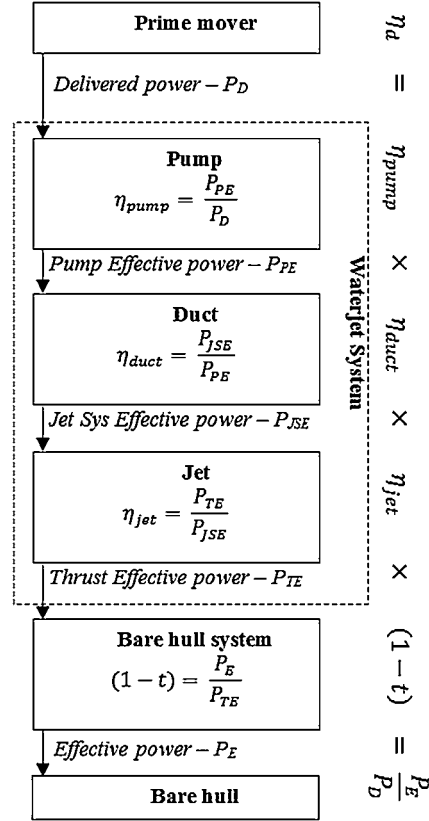 Prime mover
Delivered power – P_D
Pump
η_pump = P_PE / P_D
Pump Effective power – P_PE
Duct
η_duct = P_JSE / P_PE
Jet Sys Effective power – P_JSE
Jet
η_jet = P_TE / P_JSE
Thrust Effective power – P_TE
Bare hull system
(1 − t) = P_E / P_TE
Effective power – P_E
Bare hull
Waterjet System
η_d = η_pump × η_duct × η_jet × (1 − t) = P_E / P_D